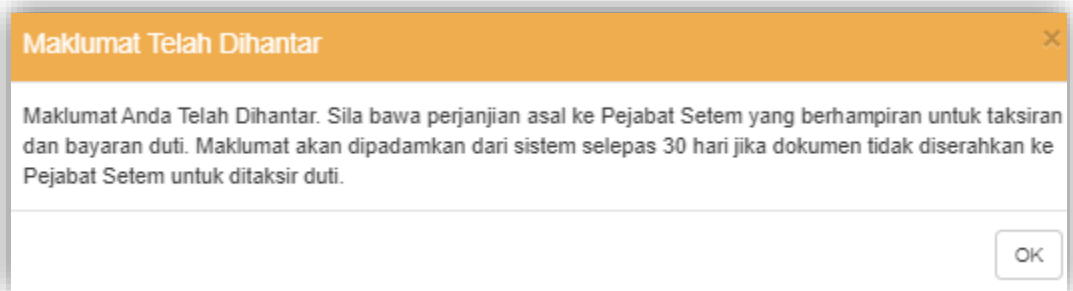 Maklumat Telah Dihantar ×
Maklumat Anda Telah Dihantar. Sila bawa perjanjian asal ke Pejabat Setem yang berhampiran untuk taksiran
dan bayaran duti. Maklumat akan dipadamkan dari sistem selepas 30 hari jika dokumen tidak diserahkan ke
Pejabat Setem untuk ditaksir duti.
OK